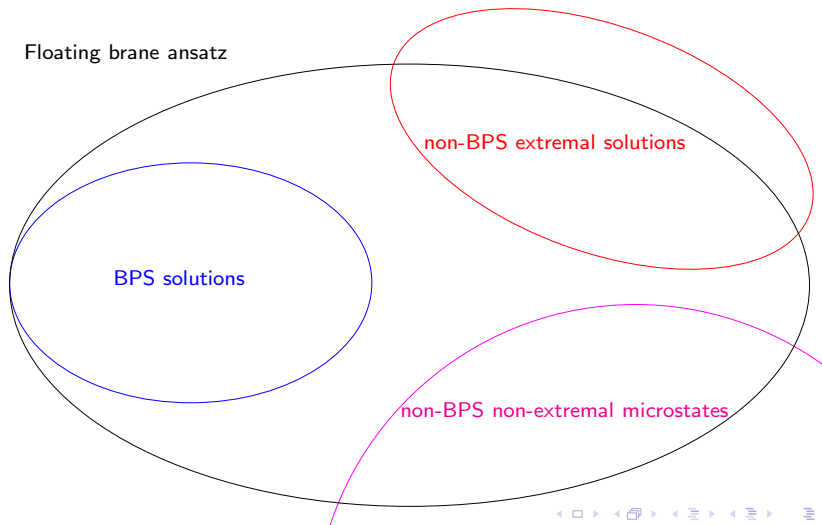 Floating brane ansatz
non-BPS extremal solutions
BPS solutions
non-BPS non-extremal microstates